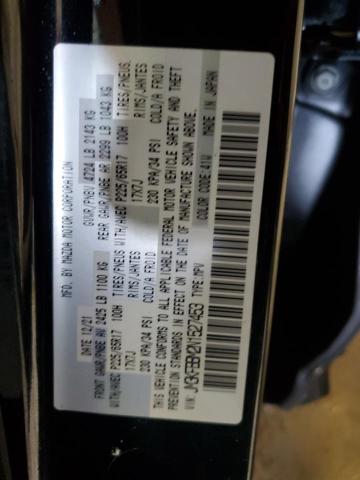 MFD. BY MAZDA MOTOR CORPORATION
DATE 12/21 GVWR/PNBV 4724 LB 2143 KG
FRONT GAWR/PNBE AV 2425 LB 1100 KG REAR GAWR/PNBE AR 2299 LB 1043 KG
WITH/AVEC P225/65R17 100H TIRES/PNEUS WITH/AVEC P225/65R17 100H TIRES/PNEUS
17X7J RIMS/JANTES 17X7J RIMS/JANTES
230 KPA/34 PSI COLD/A FROID 230 KPA/34 PSI COLD/A FROID
THIS VEHICLE CONFORMS TO ALL APPLICABLE FEDERAL MOTOR VEHICLE SAFETY AND THEFT
PREVENTION STANDARDS IN EFFECT ON THE DATE OF MANUFACTURE SHOWN ABOVE.
TYPE:MPV COLOR VIN:41W MADE IN JAPAN